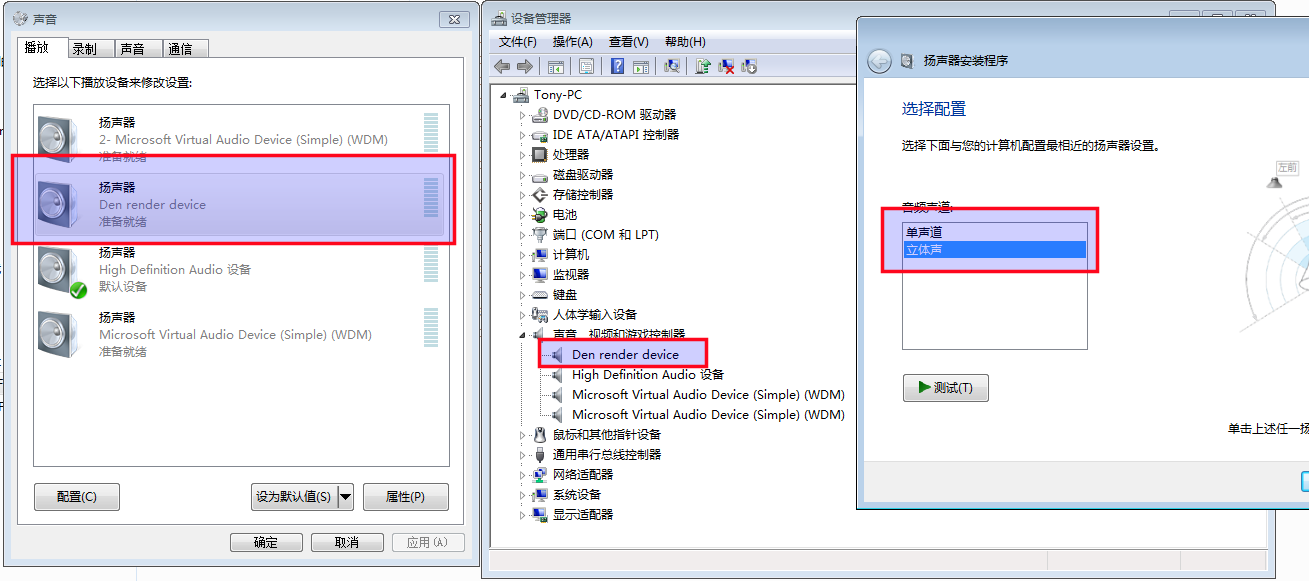 声音
播放
录制
声音
通信
选择以下播放设备来修改设置:
扬声器
2- Microsoft Virtual Audio Device (Simple) (WDM)
准备就绪
扬声器
Den render device
准备就绪
扬声器
High Definition Audio 设备
默认设备
扬声器
Microsoft Virtual Audio Device (Simple) (WDM)
准备就绪
配置(C)
设为默认值(S)
属性(P)
确定
取消
应用(A)
设备管理器
文件(F) 操作(A) 查看(V) 帮助(H)
Tony-PC
DVD/CD-ROM 驱动器
IDE ATA/ATAPI 控制器
处理器
磁盘驱动器
存储控制器
电池
端口 (COM 和 LPT)
计算机
监视器
键盘
人体学输入设备
声音、视频和游戏控制器
Den render device
High Definition Audio 设备
Microsoft Virtual Audio Device (Simple) (WDM)
Microsoft Virtual Audio Device (Simple) (WDM)
鼠标和其他指针设备
通用串行总线控制器
网络适配器
系统设备
显示适配器
扬声器安装程序
选择配置
选择下面与您的计算机配置最相近的扬声器设置。
左前
音频声道:
单声道
立体声
测试(T)
单击上述任一扬